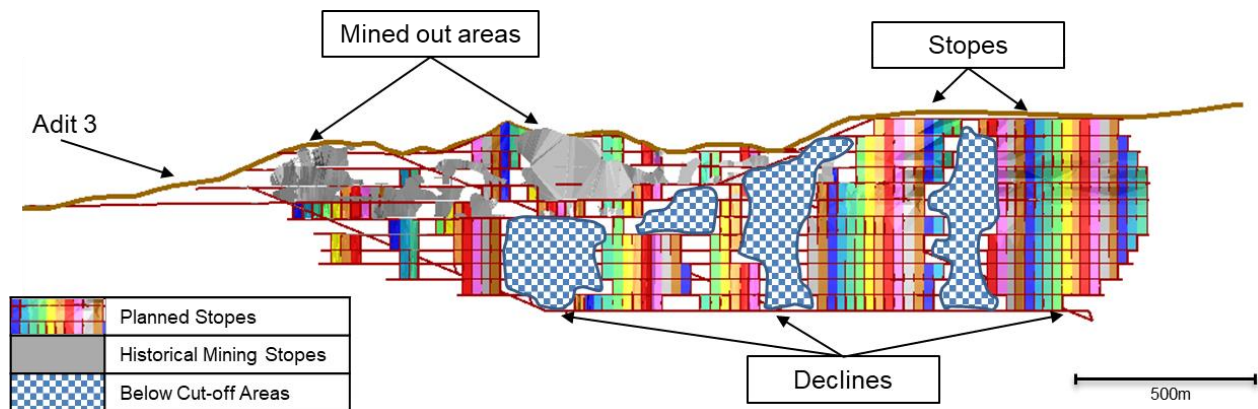 Mined out areas
Stopes
Adit 3
Planned Stopes
Historical Mining Stopes
Below Cut-off Areas
Declines
500m